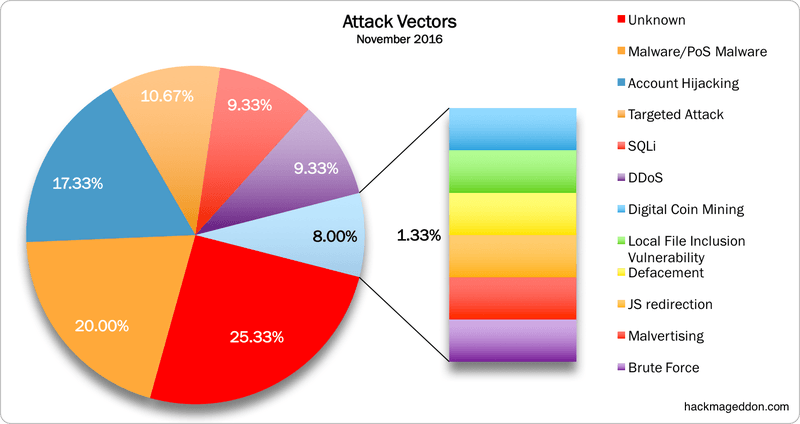 Attack Vectors
November 2016
10.67%
9.33%
9.33%
17.33%
8.00%
20.00%
25.33%
1.33%
Unknown
Malware/PoS Malware
Account Hijacking
Targeted Attack
SQLi
DDoS
Digital Coin Mining
Local File Inclusion
Vulnerability
Defacement
JS redirection
Malvertising
Brute Force
hackmageddon.com